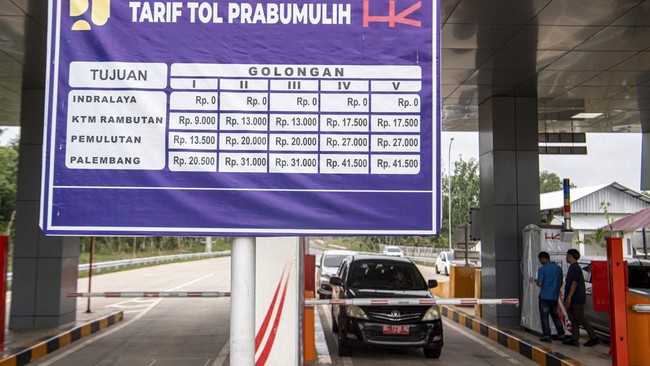 TARIF TOL PRABUMULIH HK
TUJUAN GOLONGAN
I II III IV V
INDRALAYA Rp. 0 Rp. 0 Rp. 0 Rp. 0 Rp. 0
KTM RAMBUTAN Rp. 9.000 Rp. 13.000 Rp. 13.000 Rp. 17.500 Rp. 17.500
PEMULUTAN Rp. 13.500 Rp. 20.000 Rp. 20.000 Rp. 27.000 Rp. 27.000
PALEMBANG Rp. 20.500 Rp. 31.000 Rp. 31.000 Rp. 41.500 Rp. 41.500